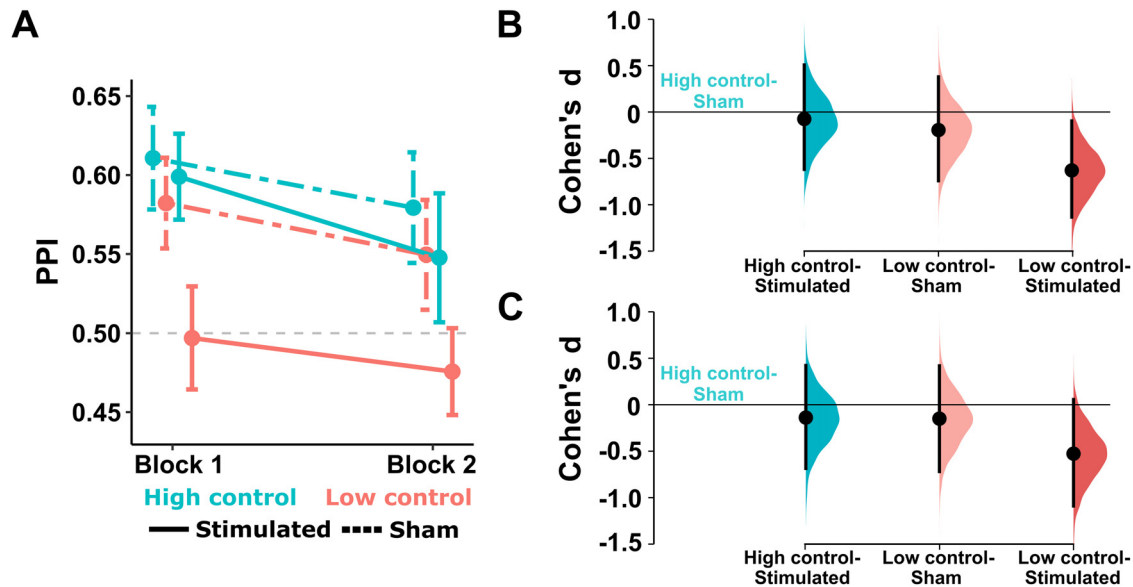 A
PPI
0.65
0.60
0.55
0.50
0.45
Block 1
Block 2
High control
Low control
Stimulated
Sham
B
Cohen's d
1.0
0.5
0
-0.5
-1.0
-1.5
High control-
Sham
High control-
Stimulated
Low control-
Sham
Low control-
Stimulated
C
Cohen's d
1.0
0.5
0
-0.5
-1.0
-1.5
High control-
Sham
High control-
Stimulated
Low control-
Sham
Low control-
Stimulated